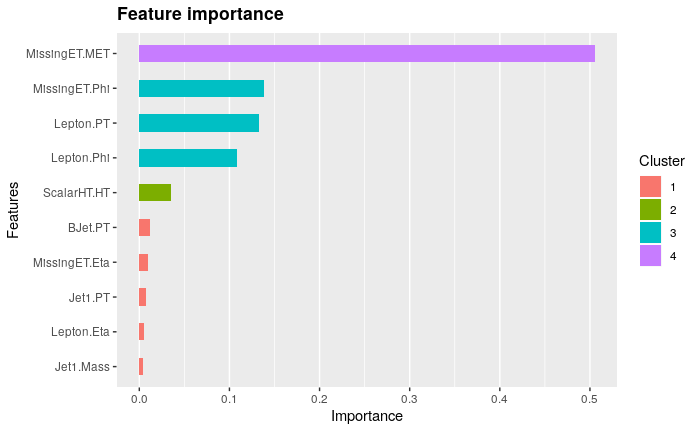 Feature importance
MissingET.MET
MissingET.Phi
Lepton.PT
Lepton.Phi
ScalarHT.HT
BJet.PT
MissingET.Eta
Jet1.PT
Lepton.Eta
Jet1.Mass
Features
0.0 0.1 0.2 0.3 0.4 0.5
Importance
Cluster
1
2
3
4